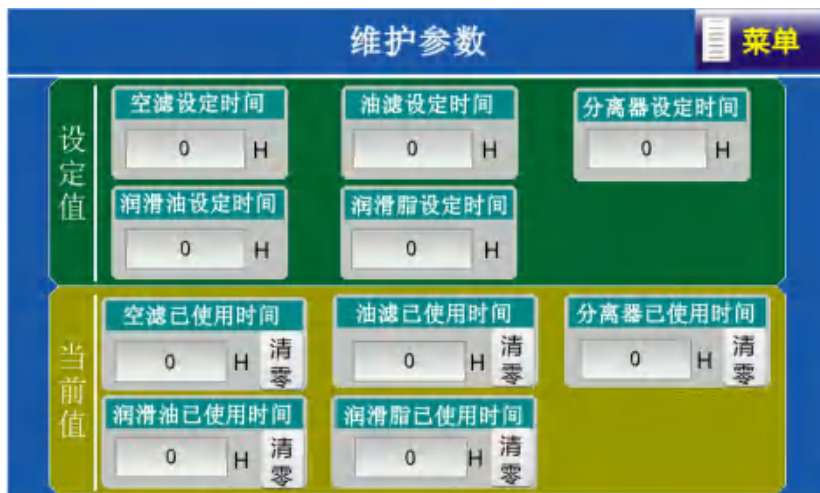 维护参数
菜单
设定值
空滤设定时间
0 H
油滤设定时间
0 H
分离器设定时间
0 H
润滑油设定时间
0 H
润滑脂设定时间
0 H
当前值
空滤已使用时间
0 H 清零
油滤已使用时间
0 H 清零
分离器已使用时间
0 H 清零
润滑油已使用时间
0 H 清零
润滑脂已使用时间
0 H 清零